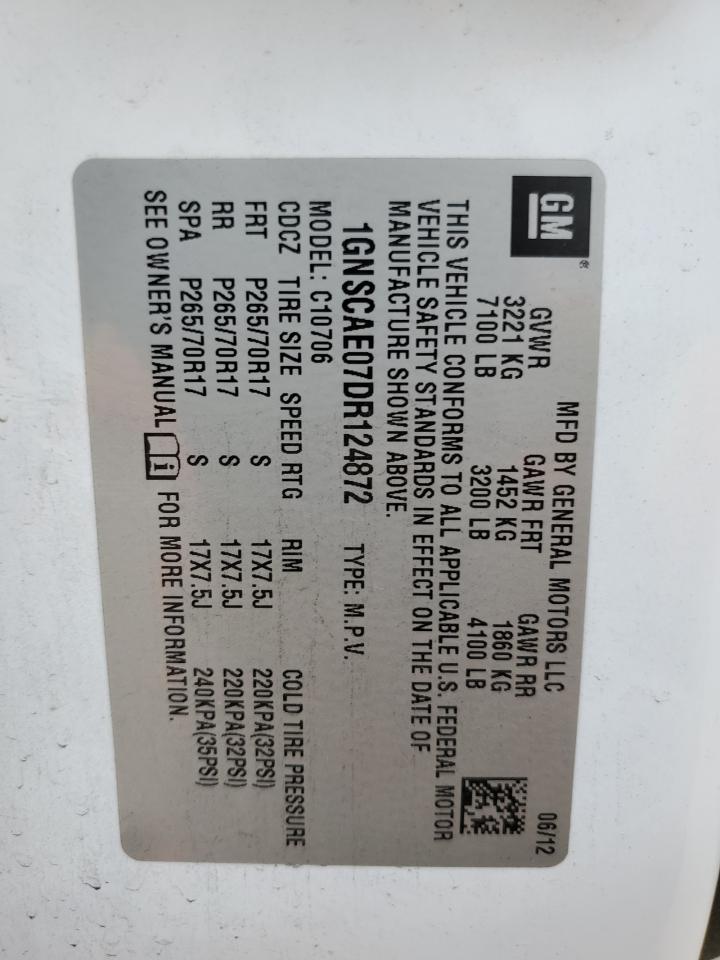 GM®
MFD BY GENERAL MOTORS LLC 06/12
GVWR GAWR FRT GAWR RR
3221 KG 1452 KG 1860 KG
7100 LB 3200 LB 4100 LB
THIS VEHICLE CONFORMS TO ALL APPLICABLE U.S. FEDERAL MOTOR
VEHICLE SAFETY STANDARDS IN EFFECT ON THE DATE OF
MANUFACTURE SHOWN ABOVE.
1GNSCAE07DR124872 TYPE: M.P.V.
MODEL: C10706
CDCZ TIRE SIZE SPEED RTG RIM COLD TIRE PRESSURE
FRT P265/70R17 S 17X7.5J 220KPA(32PSI)
RR P265/70R17 S 17X7.5J 220KPA(32PSI)
SPA P265/70R17 S 17X7.5J 240KPA(35PSI)
SEE OWNER'S MANUAL i FOR MORE INFORMATION.